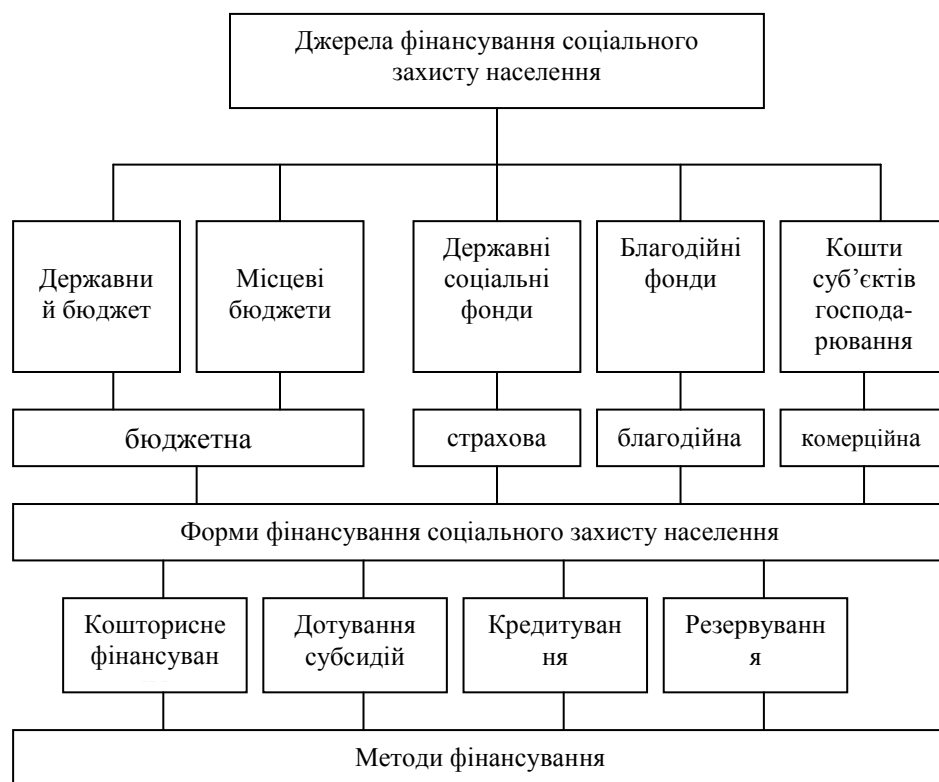 Джерела фінансування соціального
захисту населення
Державни
й бюджет
Місцеві
бюджети
Державні
соціальні
фонди
Благодійні
фонди
Кошти
суб’єктів
господа-
рювання
бюджетна
страхова
благодійна
комерційна
Форми фінансування соціального захисту населення
Кошторисне
фінансуван
Дотування
субсидій
Кредитуван
ня
Резервуванн
я
Методи фінансування